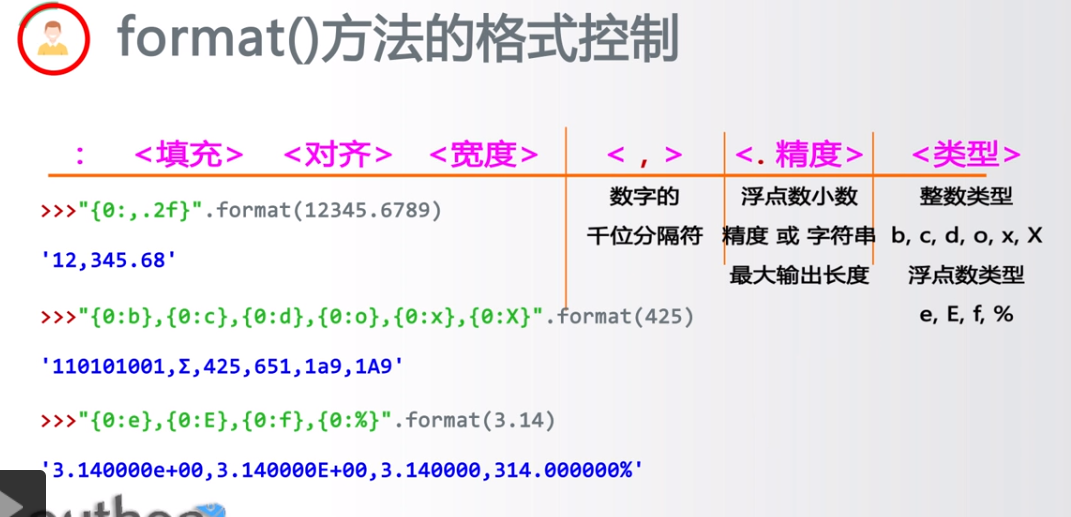 format()方法的格式控制
: <填充> <对齐> <宽度> < , > <. 精度> <类型>
数字的
千位分隔符
浮点数小数
精度 或 字符串
最大输出长度
整数类型
b, c, d, o, x, X
浮点数类型
e, E, f, %
>>>"{0:,.2f}".format(12345.6789)
'12,345.68'
>>>"{0:b},{0:c},{0:d},{0:o},{0:x},{0:X}".format(425)
'110101001,Σ,425,651,1a9,1A9'
>>>"{0:e},{0:E},{0:f},{0:%}".format(3.14)
'3.140000e+00,3.140000E+00,3.140000,314.000000%'